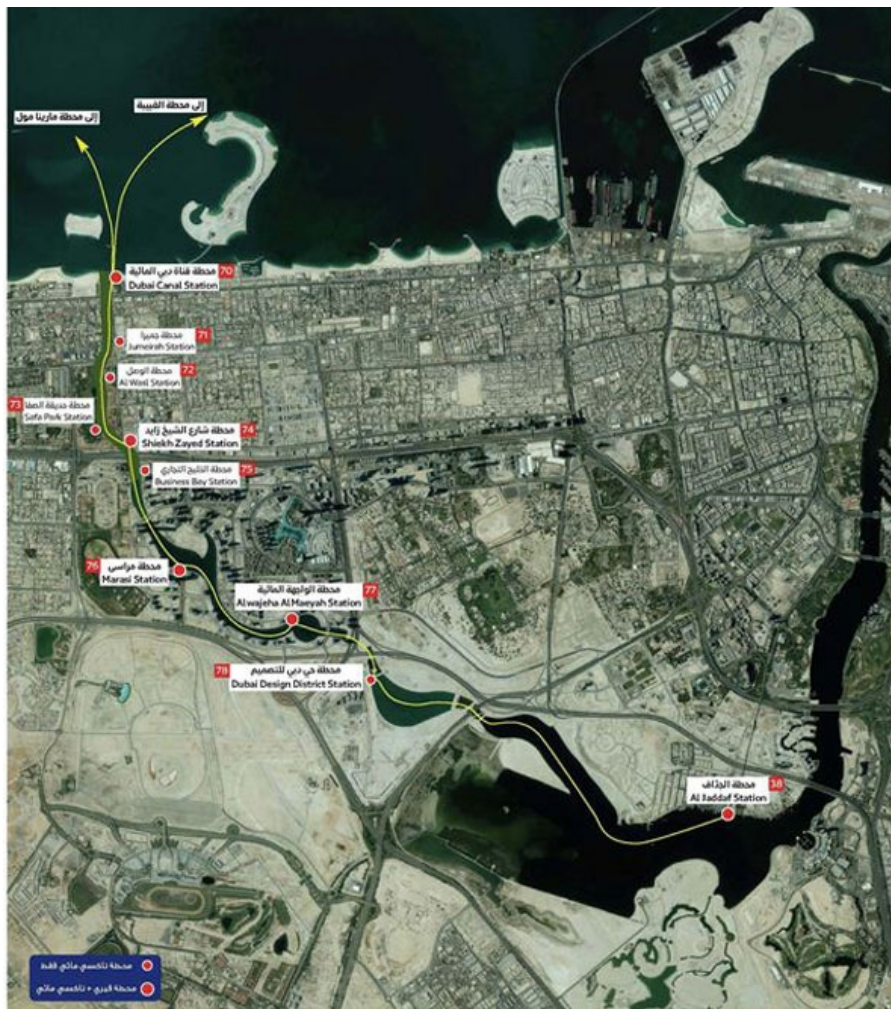 إلى محطة الغبيبة
إلى محطة مارينا مول
محطة قناة دبي المائية 70
Dubai Canal Station
محطة جميرا 71
Jumeirah Station
محطة الوصل 72
Al Wasl Station
73 محطة حديقة الصفا
Safa Park Station
محطة شارع الشيخ زايد 74
Shiekh Zayed Station
محطة الخليج التجاري 75
Business Bay Station
76 محطة مراسي
Marasi Station
محطة الواجهة المائية 77
Alwajeha Al Maeyah Station
78 محطة حي دبي للتصميم
Dubai Design District Station
محطة الجداف 38
Al Jaddaf Station
محطة تاكسي مائي فقط
محطة فيري + تاكسي مائي